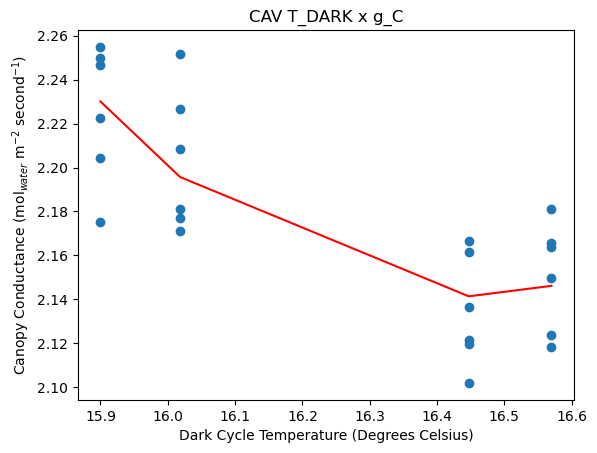 CAV T_DARK x g_C
Canopy Conductance (mol_{water} m^{−2} second^{−1})
2.26
2.24
2.22
2.20
2.18
2.16
2.14
2.12
2.10
15.9 16.0 16.1 16.2 16.3 16.4 16.5 16.6
Dark Cycle Temperature (Degrees Celsius)